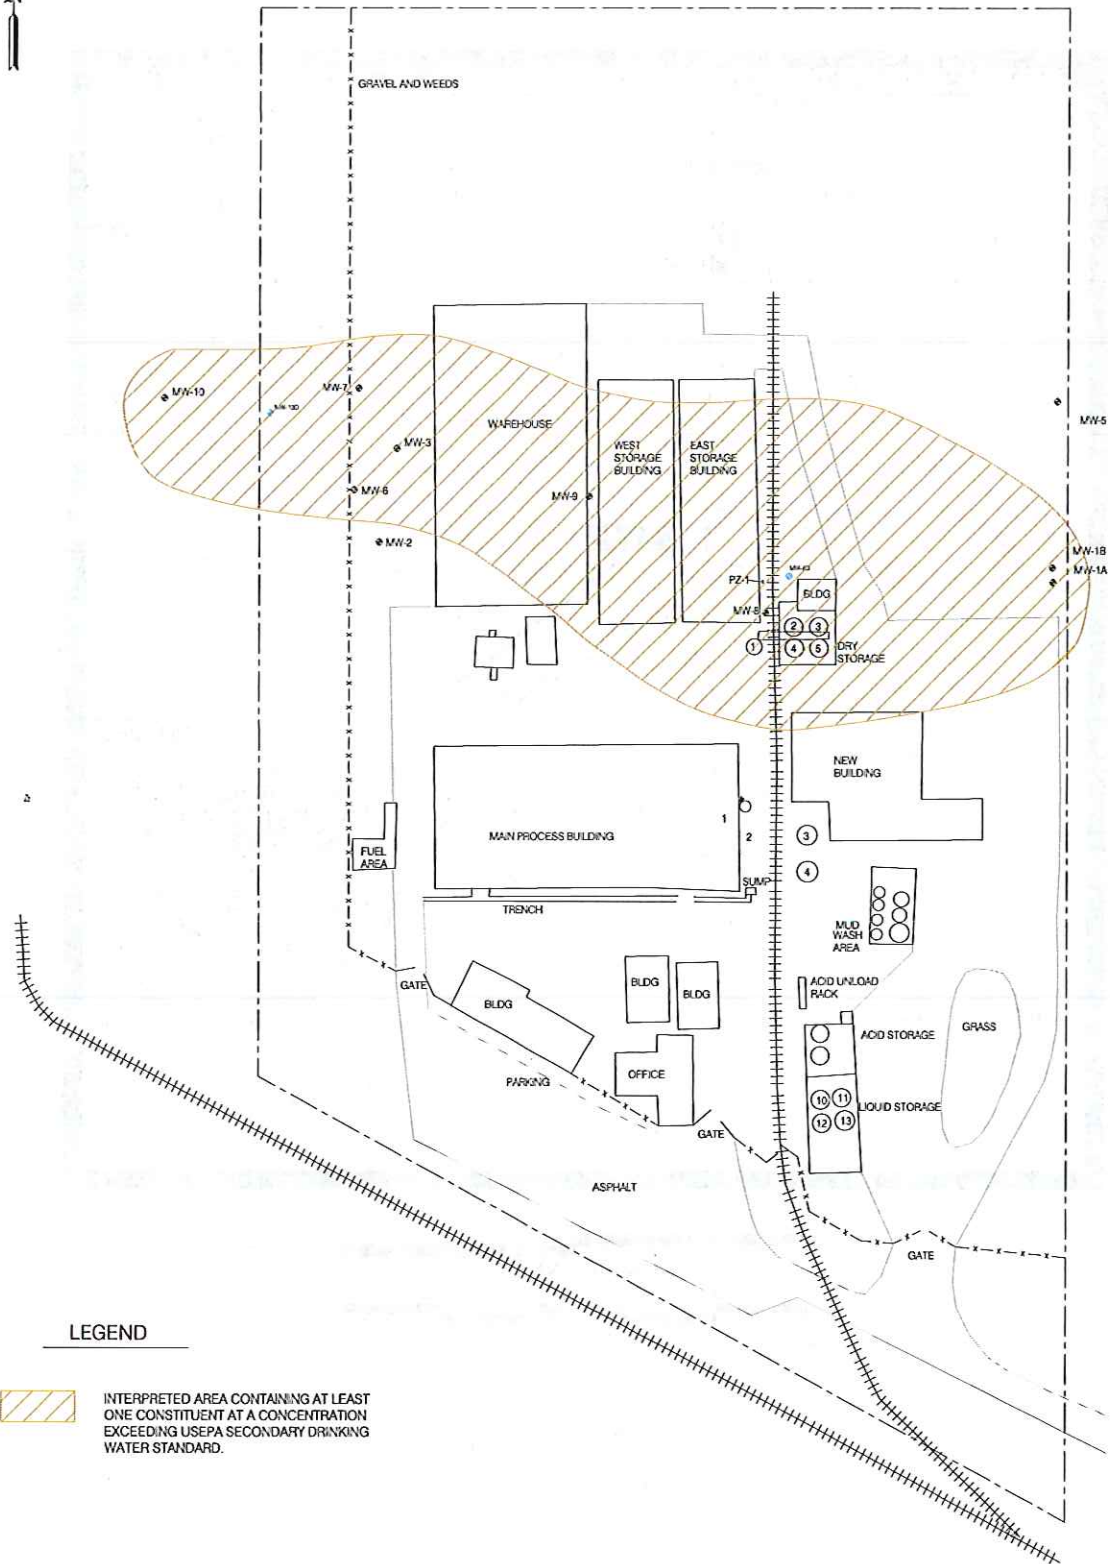 GRAVEL AND WEEDS
MW-10
MW-7
MW-3
MW-6
MW-2
WAREHOUSE
MW-9
WEST
STORAGE
BUILDING
EAST
STORAGE
BUILDING
MW-5
MW-1B
MW-1A
PZ-1
BLDG
MW-8
1
2
3
4
5
DRY
STORAGE
NEW
BUILDING
MAIN PROCESS BUILDING
1
2
3
4
FUEL
AREA
SUMP
TRENCH
MUD
WASH
AREA
GATE
BLDG
BLDG
BLDG
ACID UNLOAD
RACK
ACID STORAGE
GRASS
OFFICE
PARKING
10
11
12
13
LIQUID STORAGE
GATE
ASPHALT
GATE
LEGEND
INTERPRETED AREA CONTAINING AT LEAST
ONE CONSTITUENT AT A CONCENTRATION
EXCEEDING USEPA SECONDARY DRINKING
WATER STANDARD.